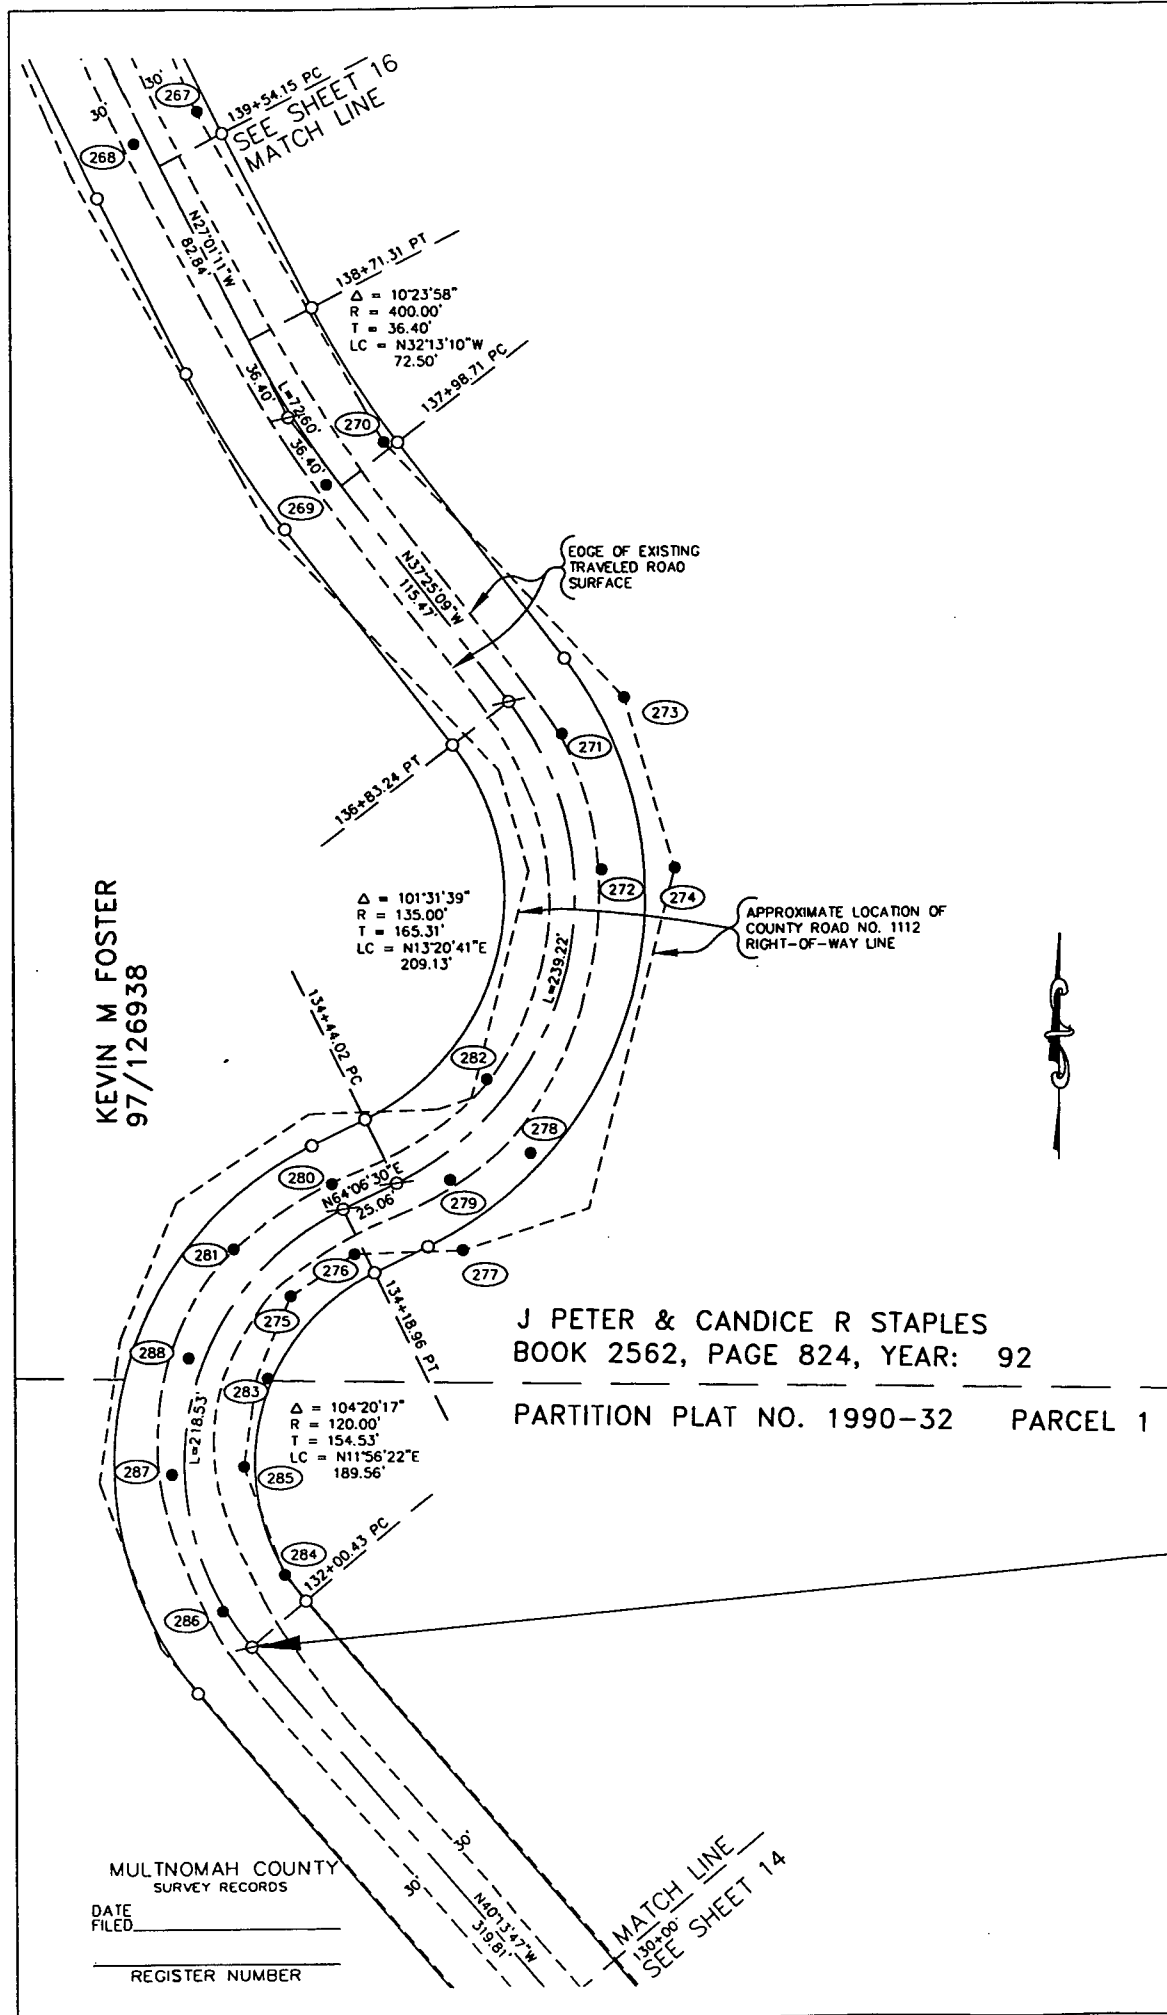 30'
267
139+54.15 PC
SEE SHEET 16
MATCH LINE
30'
268
N27°01'11"W
82.84'
138+71.31 PT
Δ = 10°23'58"
R = 400.00'
T = 36.40'
LC = N32°13'10"W
72.50'
137+98.71 PC
36.40'
L=72.60'
36.40'
270
269
EDGE OF EXISTING
TRAVELED ROAD
SURFACE
N37°25'09"W
115.47'
273
271
136+83.24 PT
272
274
KEVIN M FOSTER
97/126938
Δ = 101°31'39"
R = 135.00'
T = 165.31'
LC = N13°20'41"E
209.13'
APPROXIMATE LOCATION OF
COUNTY ROAD NO. 1112
RIGHT-OF-WAY LINE
L=239.22'
134+44.02 PC
282
278
280
N64°06'30"E
25.06'
279
281
276
277
275
134+18.96 PT
J PETER & CANDICE R STAPLES
BOOK 2562, PAGE 824, YEAR: 92
288
283
PARTITION PLAT NO. 1990-32 PARCEL 1
Δ = 104°20'17"
R = 120.00'
T = 154.53'
LC = N11°56'22"E
189.56'
L=218.53'
287
285
284
132+00.43 PC
286
30'
30'
N40°13'47"W
319.81'
MATCH LINE
130+00
SEE SHEET 14
MULTNOMAH COUNTY
SURVEY RECORDS
DATE
FILED
REGISTER NUMBER